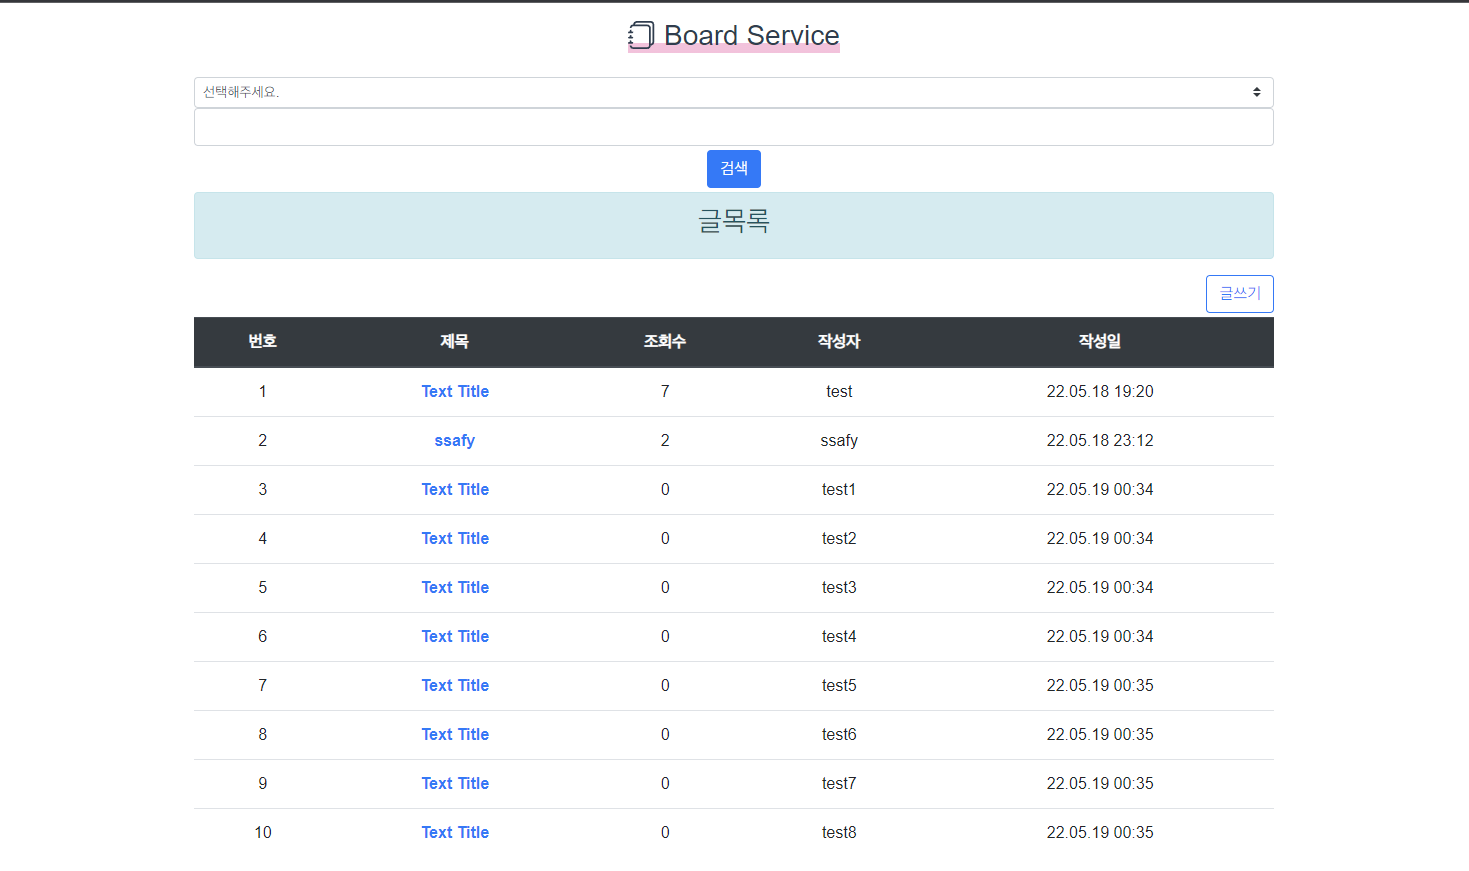 Board Service
선택해주세요.
검색
글목록
글쓰기
번호 제목 조회수 작성자 작성일
1 Text Title 7 test 22.05.18 19:20
2 ssafy 2 ssafy 22.05.18 23:12
3 Text Title 0 test1 22.05.19 00:34
4 Text Title 0 test2 22.05.19 00:34
5 Text Title 0 test3 22.05.19 00:34
6 Text Title 0 test4 22.05.19 00:34
7 Text Title 0 test5 22.05.19 00:35
8 Text Title 0 test6 22.05.19 00:35
9 Text Title 0 test7 22.05.19 00:35
10 Text Title 0 test8 22.05.19 00:35